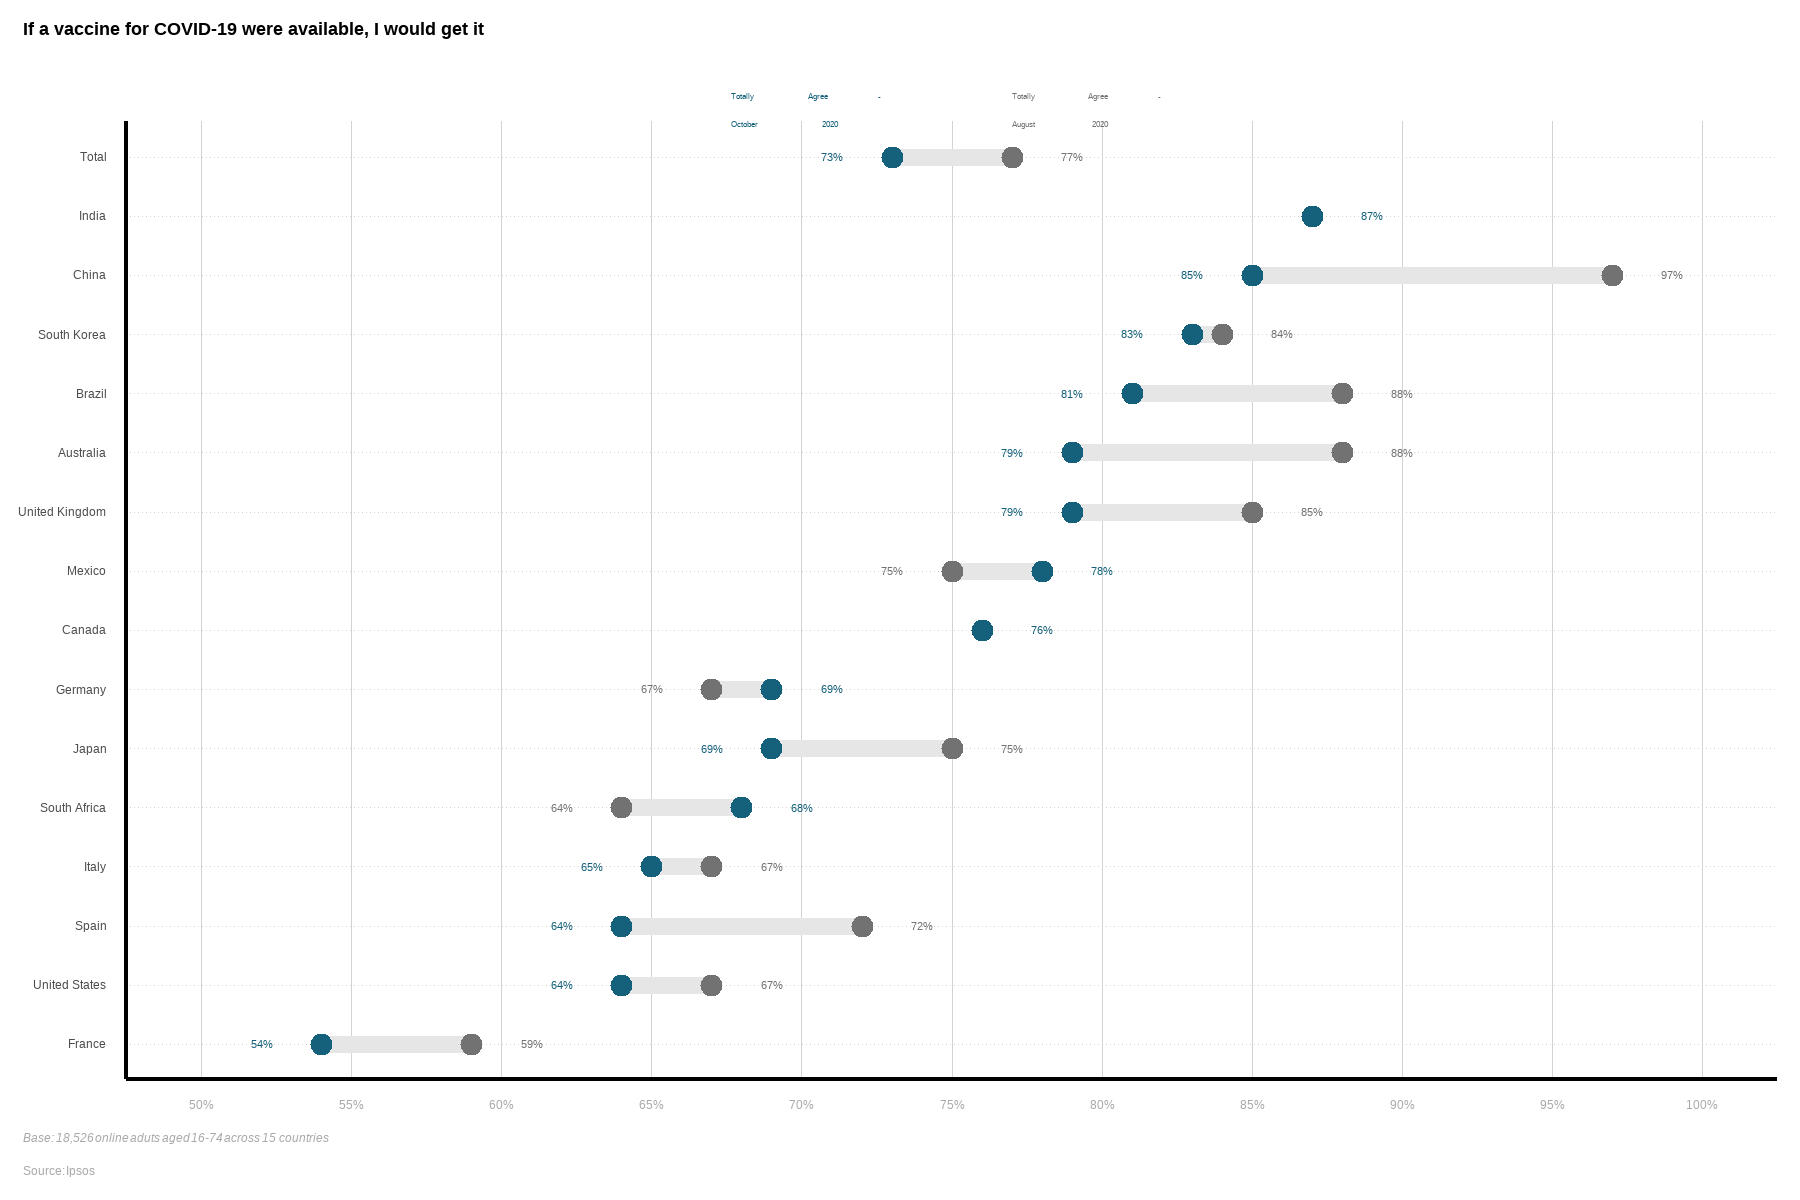 If a vaccine for COVID-19 were available, I would get it
Totally Agree - Totally Agree -
October 2020 August 2020
Total 73% 77%
India 87%
China 85% 97%
South Korea 83% 84%
Brazil 81% 88%
Australia 79% 88%
United Kingdom 79% 85%
Mexico 75% 78%
Canada 76%
Germany 67% 69%
Japan 69% 75%
South Africa 64% 68%
Italy 65% 67%
Spain 64% 72%
United States 64% 67%
France 54% 59%
50% 55% 60% 65% 70% 75% 80% 85% 90% 95% 100%
Base: 18,526 online aduts aged 16-74 across 15 countries
Source: Ipsos